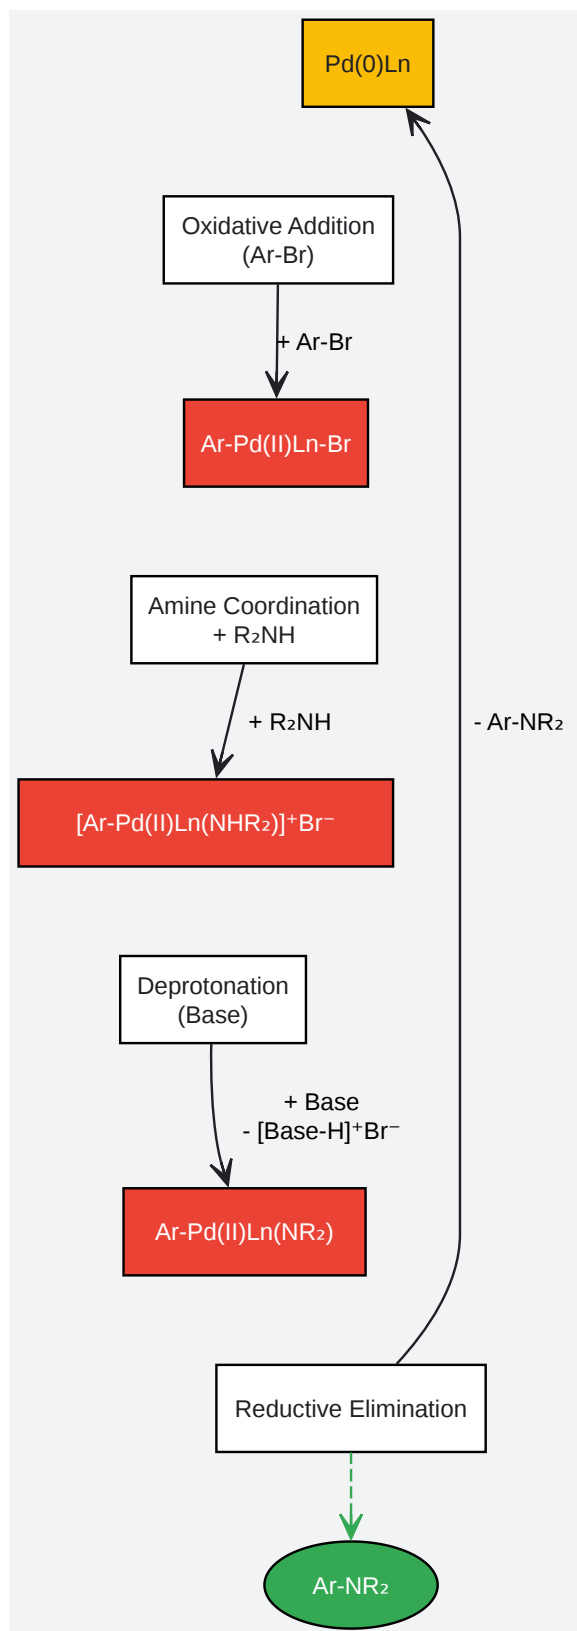 Pd(0)Ln
Oxidative Addition
(Ar-Br)
+ Ar-Br
Ar-Pd(II)Ln-Br
Amine Coordination
+ R₂NH
+ R₂NH
- Ar-NR₂
[Ar-Pd(II)Ln(NHR₂)]⁺Br⁻
Deprotonation
(Base)
+ Base
- [Base-H]⁺Br⁻
Ar-Pd(II)Ln(NR₂)
Reductive Elimination
Ar-NR₂